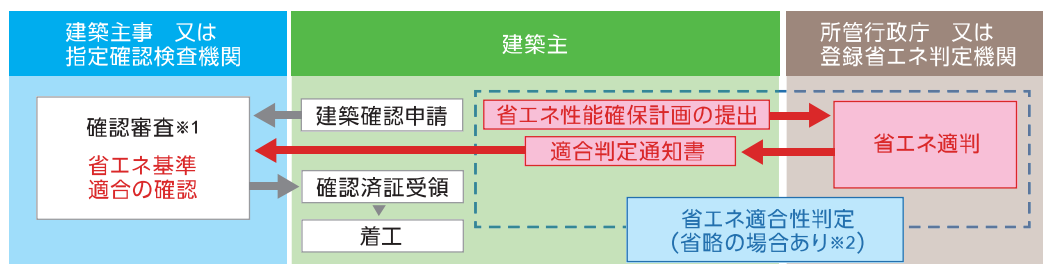 建築主事　又は
指定確認検査機関
建築主
所管行政庁　又は
登録省エネ判定機関
確認審査※1
省エネ基準
適合の確認
建築確認申請
省エネ性能確保計画の提出
適合判定通知書
省エネ適判
確認済証受領
着工
省エネ適合性判定
(省略の場合あり※2)